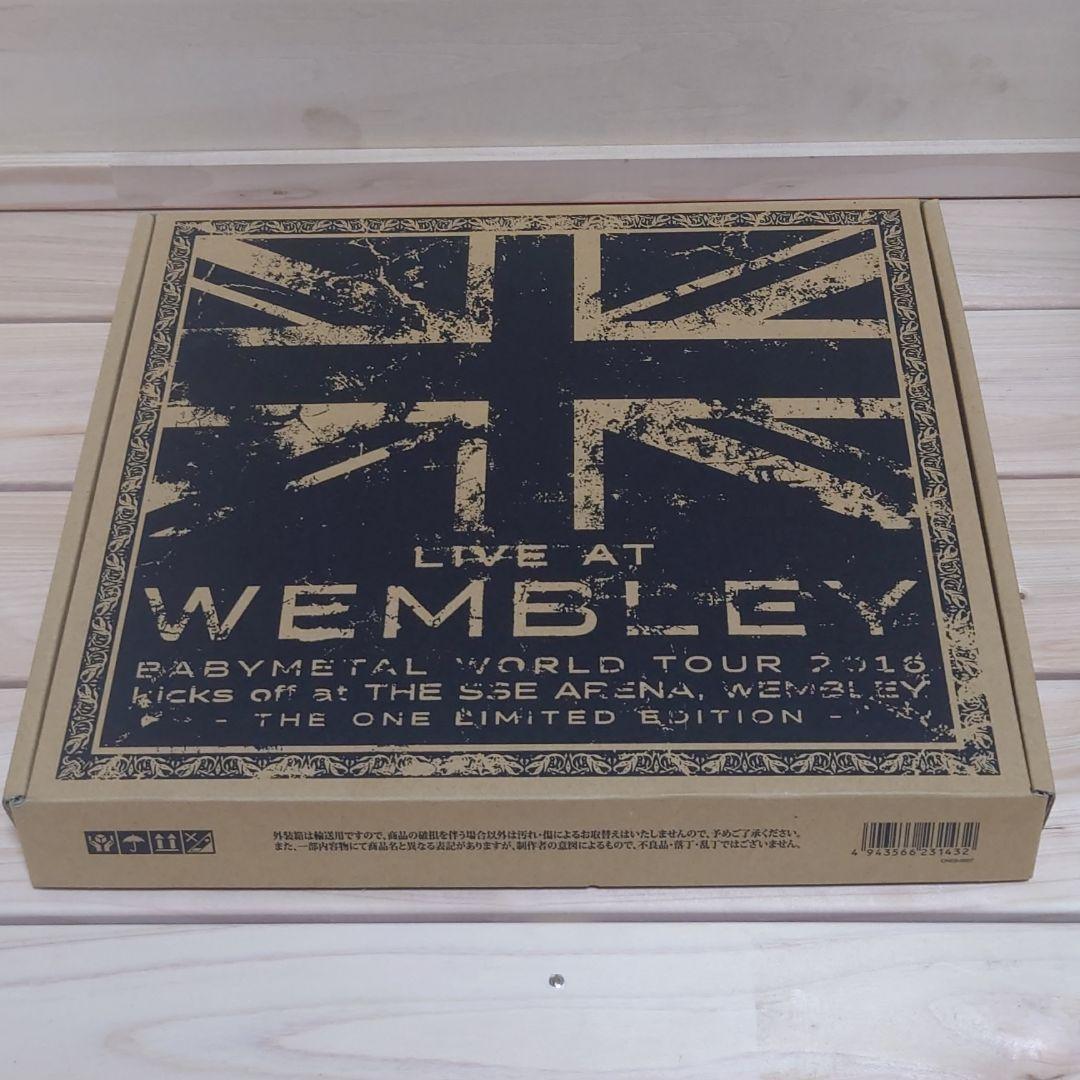 LIVE AT
WEMBLEY
BABYMETAL WORLD TOUR 2016
kicks off at THE SSE ARENA, WEMBLEY
- THE ONE LIMITED EDITION -
外装箱は輸送用ですので、商品の破損を伴う場合以外は汚れ・傷によるお取替えはいたしませんので、予めご了承ください。
また、一部内容物にて商品名と異なる表記がありますが、制作者の意図によるもので、不良品・落丁・乱丁ではございません。
4 943566 231432